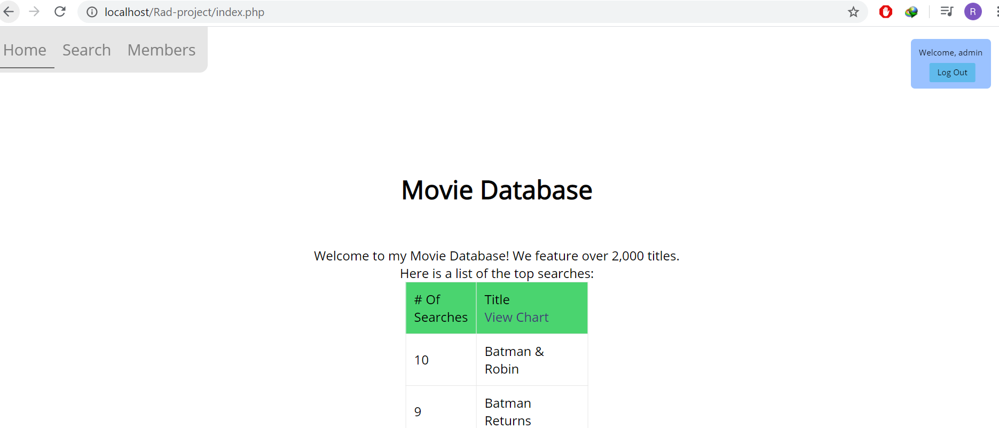 localhost/Rad-project/index.php
R
Home Search Members
Welcome, admin
Log Out
Movie Database
Welcome to my Movie Database! We feature over 2,000 titles.
Here is a list of the top searches:
# Of
Searches
Title
View Chart
10
Batman &
Robin
9
Batman
Returns